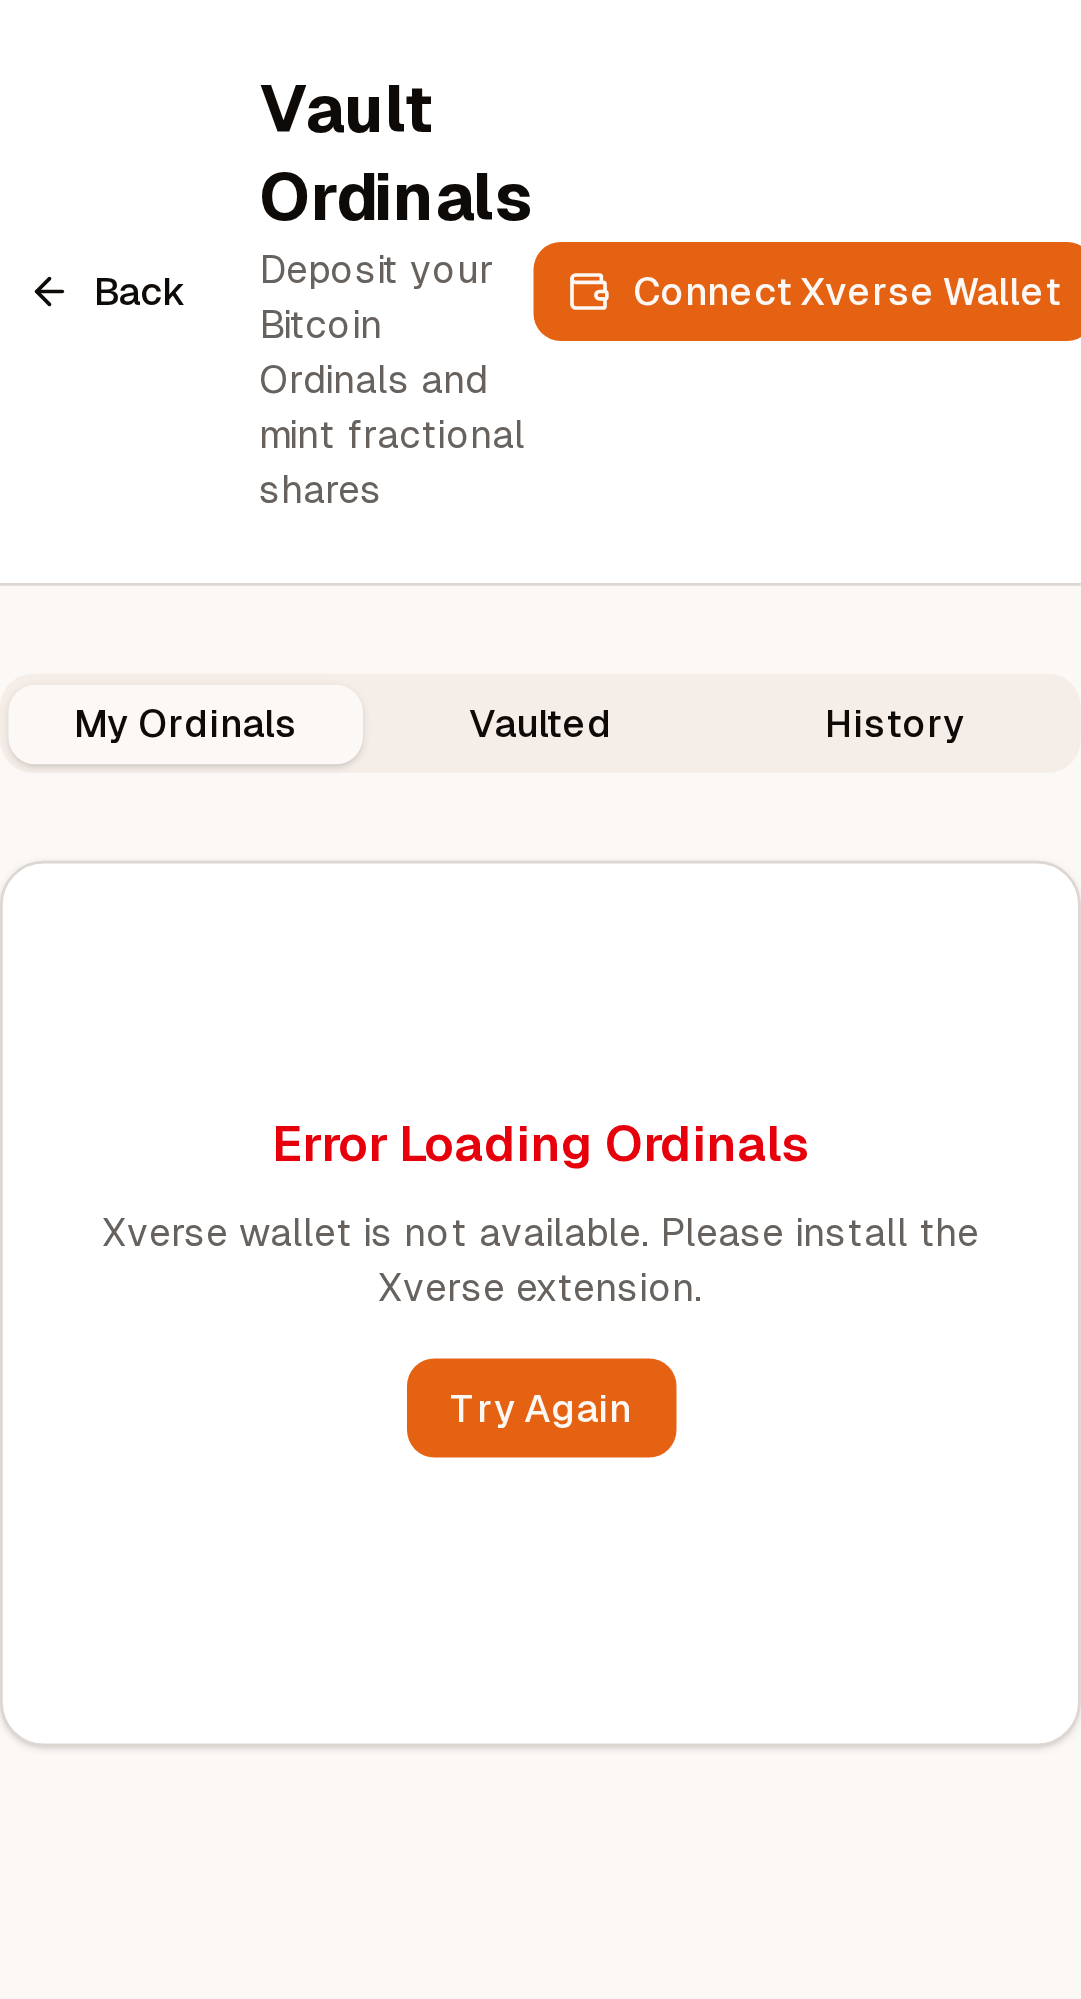 Back
Vault
Ordinals
Deposit your
Bitcoin
Ordinals and
mint fractional
shares
Connect Xverse Wallet
My Ordinals
Vaulted
History
Error Loading Ordinals
Xverse wallet is not available. Please install the
Xverse extension.
Try Again